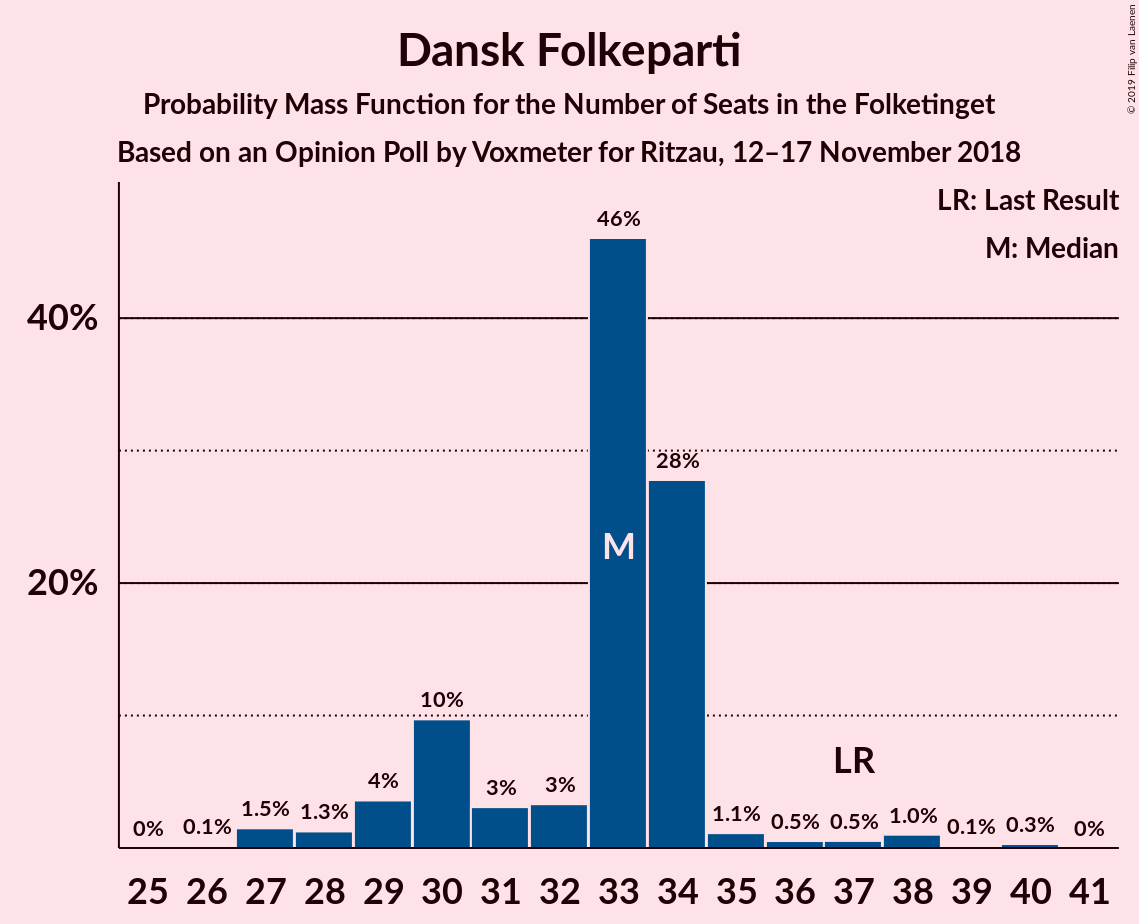 Dansk Folkeparti
Probability Mass Function for the Number of Seats in the Folketinget
Based on an Opinion Poll by Voxmeter for Ritzau, 12–17 November 2018
© 2019 Filip van Laenen
LR: Last Result
M: Median
40%
20%
0% 0.1% 1.5% 1.3% 4% 10% 3% 3% 46% 28% 1.1% 0.5% 0.5% 1.0% 0.1% 0.3% 0%
M
LR
25 26 27 28 29 30 31 32 33 34 35 36 37 38 39 40 41